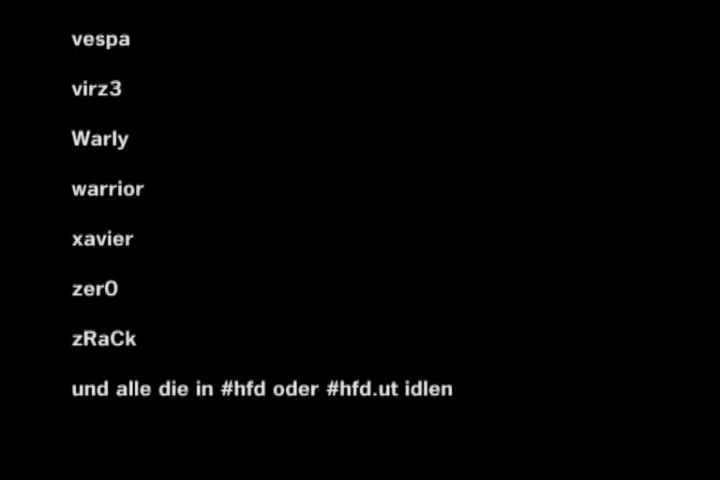 vespa
virz3
Warly
warrior
xavier
zer0
zRaCk
und alle die in #hfd oder #hfd.ut idlen